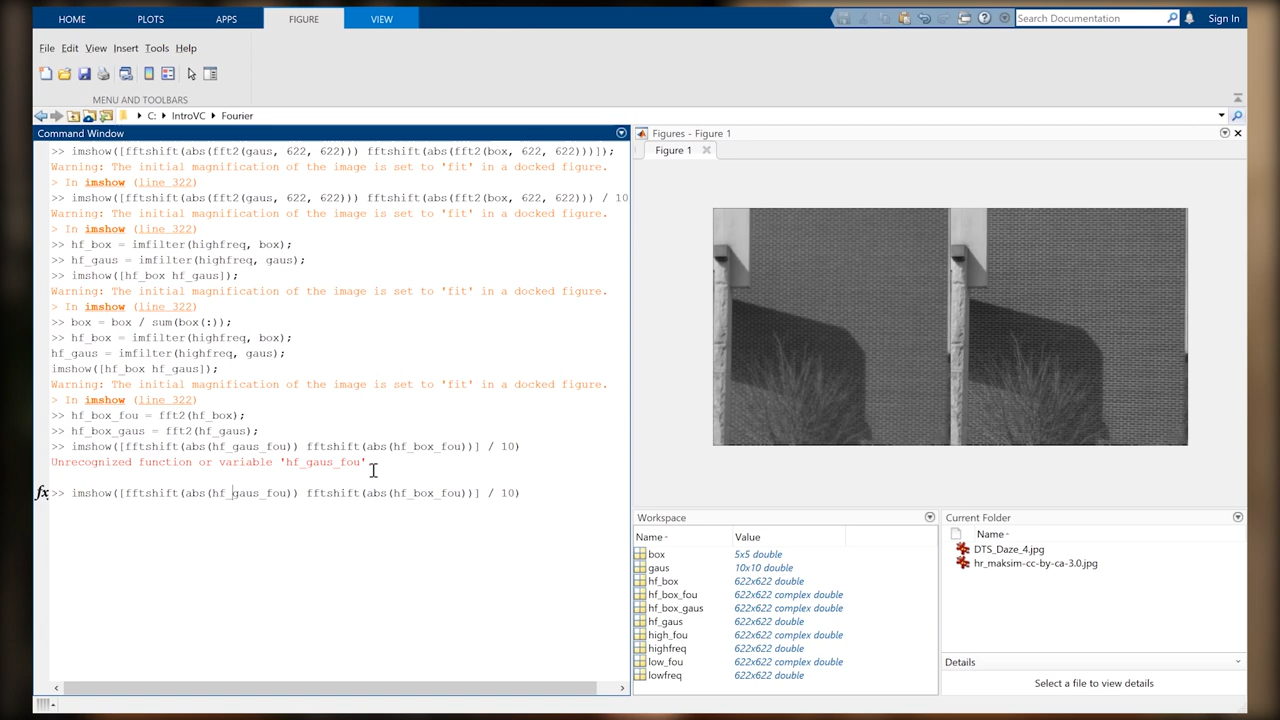 HOME PLOTS APPS FIGURE VIEW
Search Documentation
Sign In
File Edit View Insert Tools Help
MENU AND TOOLBARS
C: IntroVC Fourier
Command Window
>> imshow([fftshift(abs(fft2(gaus, 622, 622))) fftshift(abs(fft2(box, 622, 622)))]);
Warning: The initial magnification of the image is set to 'fit' in a docked figure.
> In imshow (line 322)
>> imshow([fftshift(abs(fft2(gaus, 622, 622))) fftshift(abs(fft2(box, 622, 622))) / 10
Warning: The initial magnification of the image is set to 'fit' in a docked figure.
> In imshow (line 322)
>> hf_box = imfilter(highfreq, box);
>> hf_gaus = imfilter(highfreq, gaus);
>> imshow([hf_box hf_gaus]);
Warning: The initial magnification of the image is set to 'fit' in a docked figure.
> In imshow (line 322)
>> box = box / sum(box(:));
>> hf_box = imfilter(highfreq, box);
hf_gaus = imfilter(highfreq, gaus);
imshow([hf_box hf_gaus]);
Warning: The initial magnification of the image is set to 'fit' in a docked figure.
> In imshow (line 322)
>> hf_box_fou = fft2(hf_box);
>> hf_box_gaus = fft2(hf_gaus);
>> imshow([fftshift(abs(hf_gaus_fou)) fftshift(abs(hf_box_fou))] / 10)
Unrecognized function or variable 'hf_gaus_fou'.
fx >> imshow([fftshift(abs(hf_gaus_fou)) fftshift(abs(hf_box_fou))] / 10)
Figures - Figure 1
Figure 1
Workspace
Name Value
box 5x5 double
gaus 10x10 double
hf_box 622x622 double
hf_box_fou 622x622 complex double
hf_box_gaus 622x622 complex double
hf_gaus 622x622 double
high_fou 622x622 complex double
highfreq 622x622 double
low_fou 622x622 complex double
lowfreq 622x622 double
Current Folder
Name
DTS_Daze_4.jpg
hr_maksim-cc-by-ca-3.0.jpg
Details
Select a file to view details